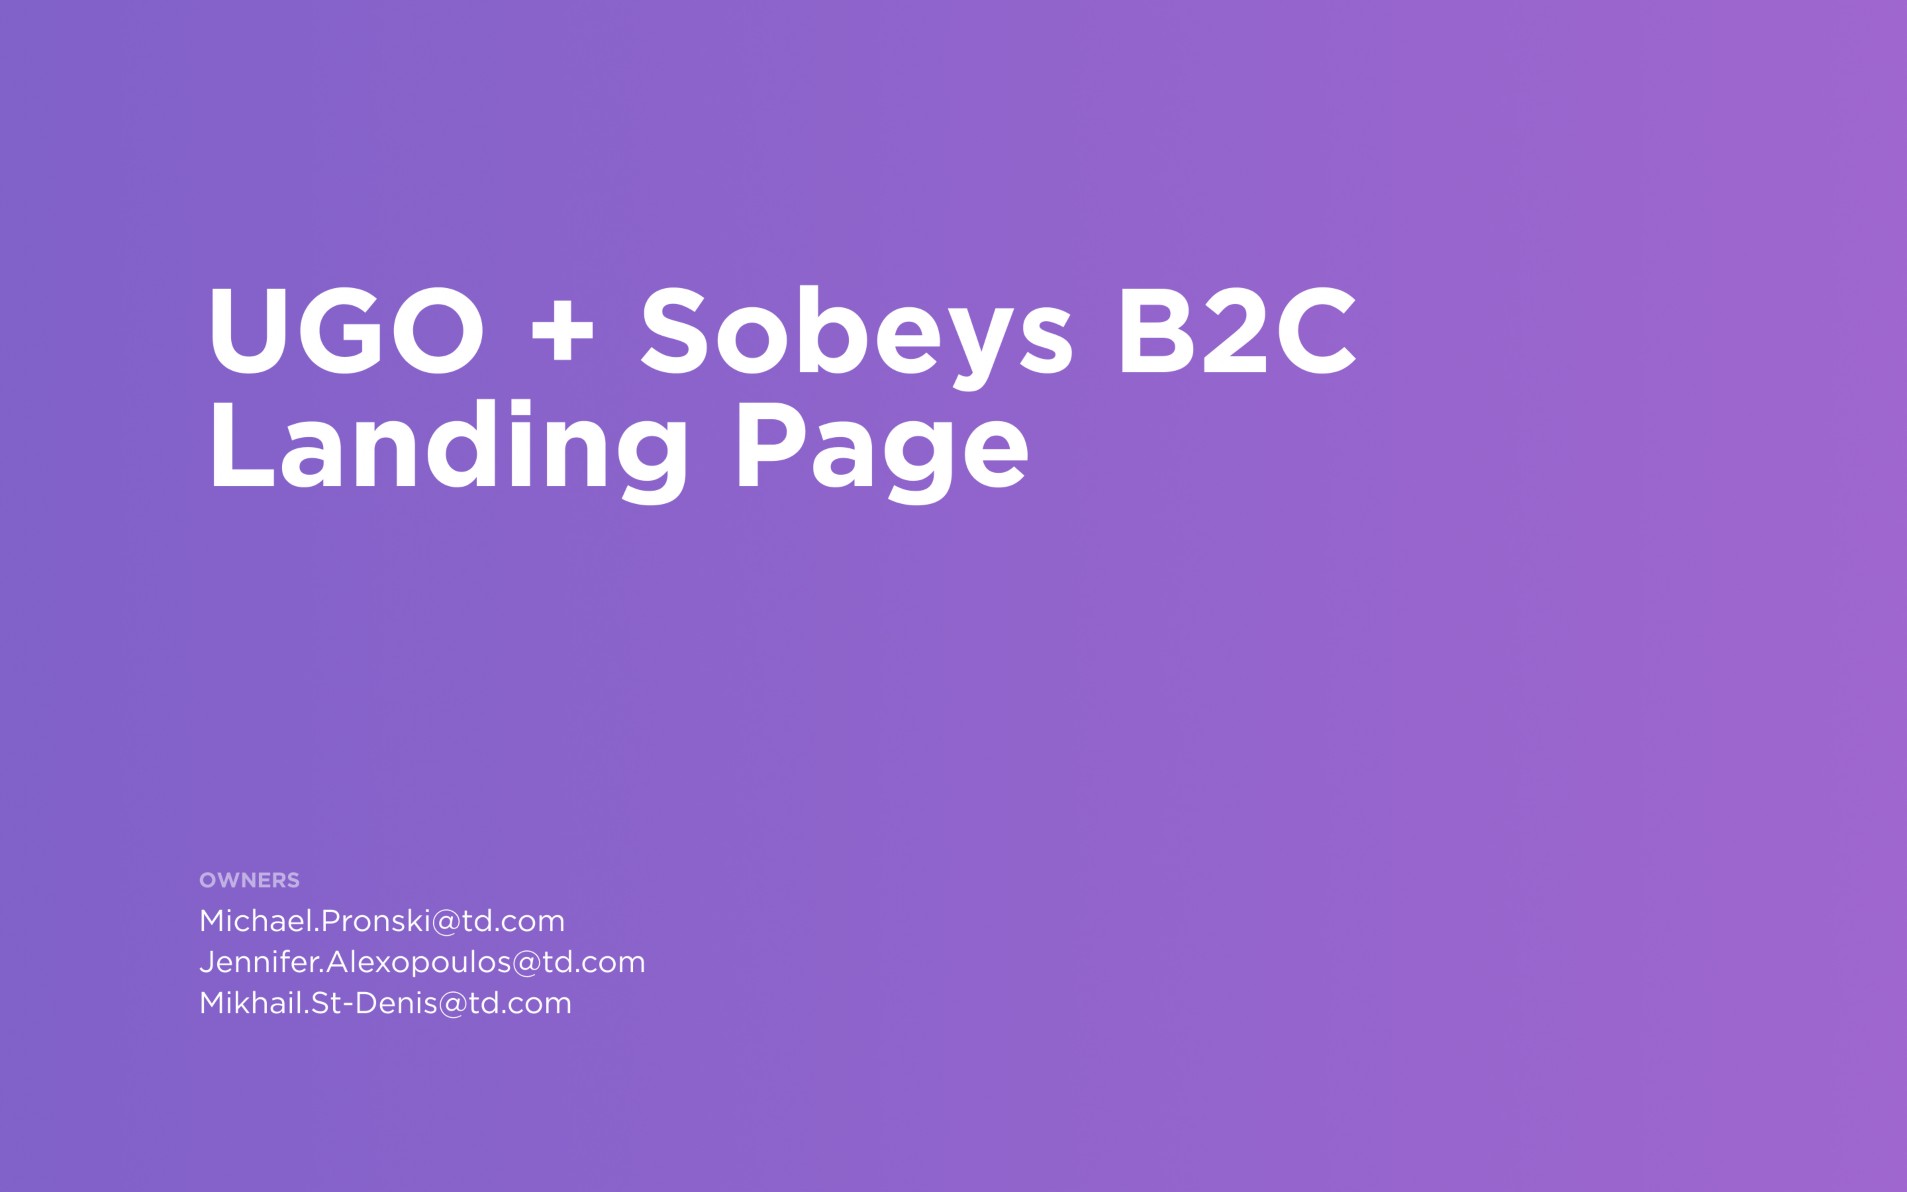 UGO + Sobeys B2C
Landing Page
OWNERS
Michael.Pronski@td.com
Jennifer.Alexopoulos@td.com
Mikhail.St-Denis@td.com